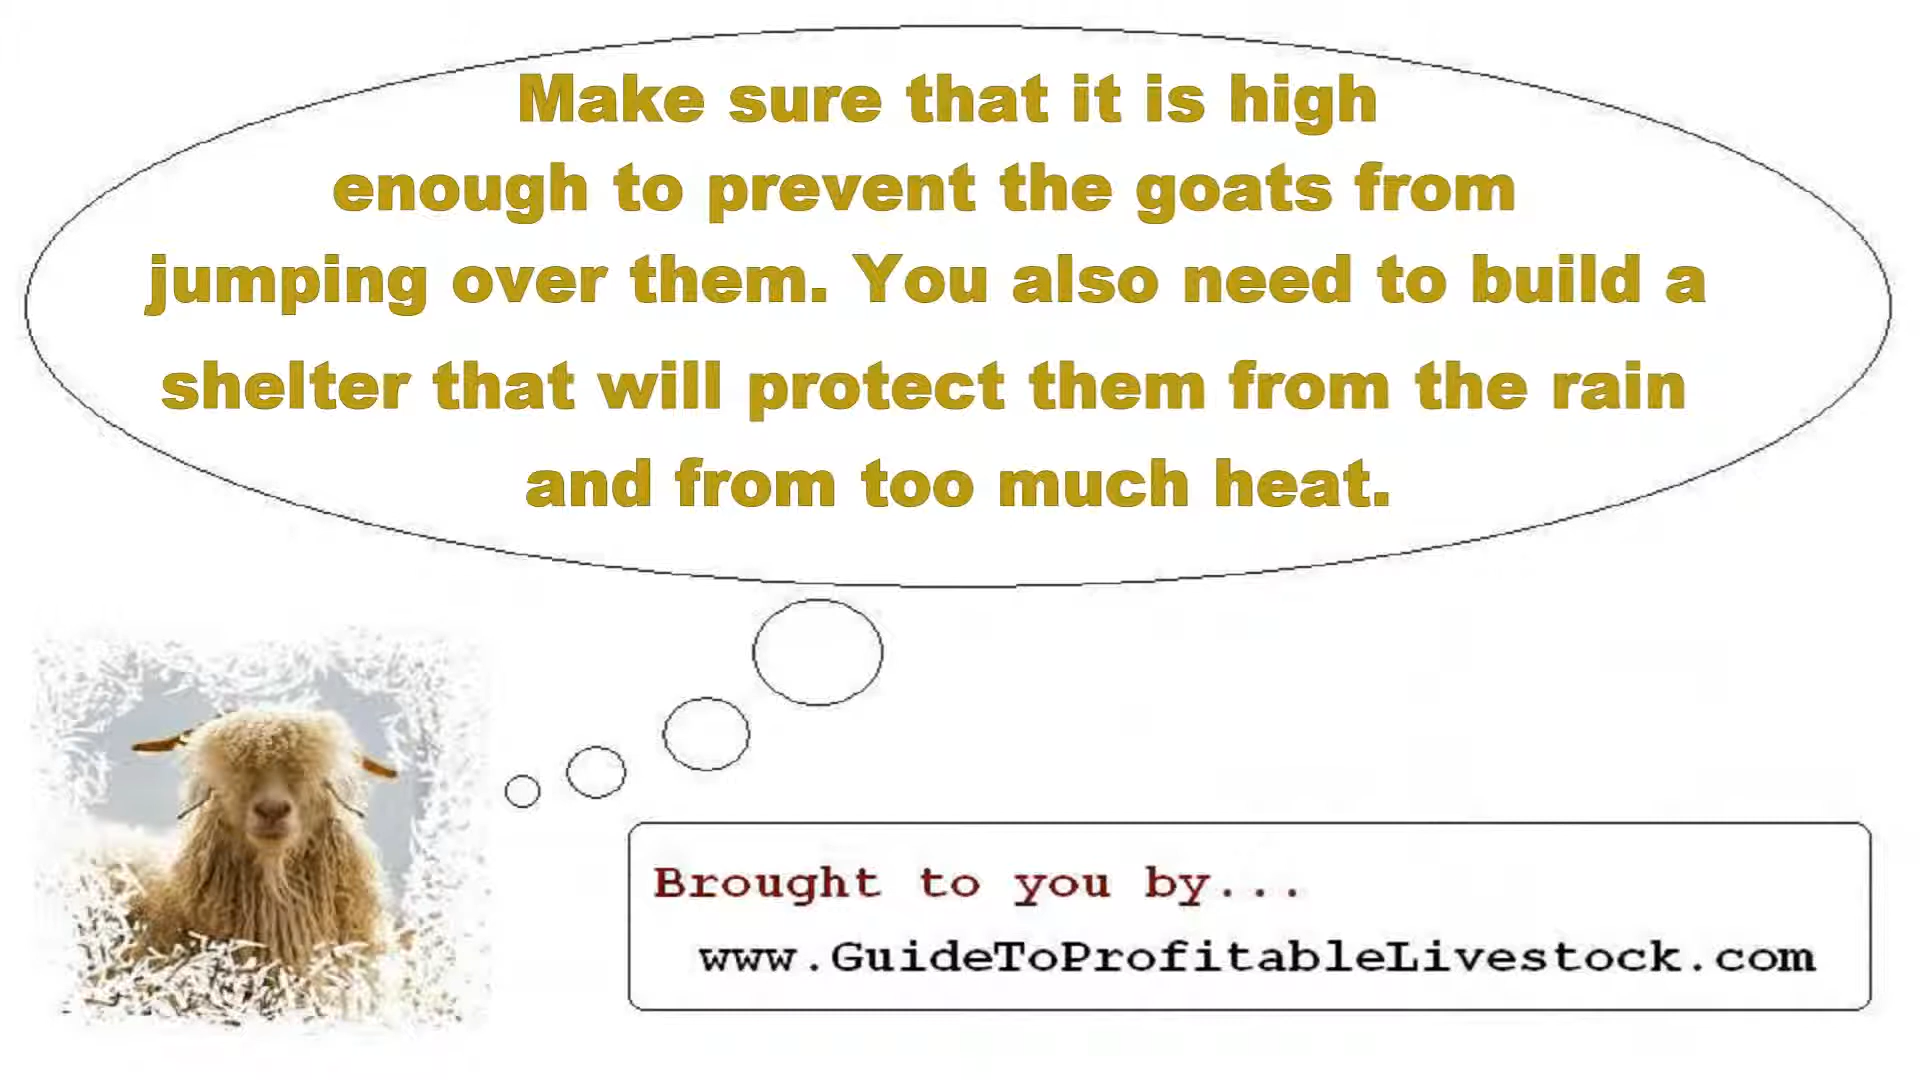 Make sure that it is high
enough to prevent the goats from
jumping over them. You also need to build a
shelter that will protect them from the rain
and from too much heat.
Brought to you by...
www.GuideToProfitableLivestock.com